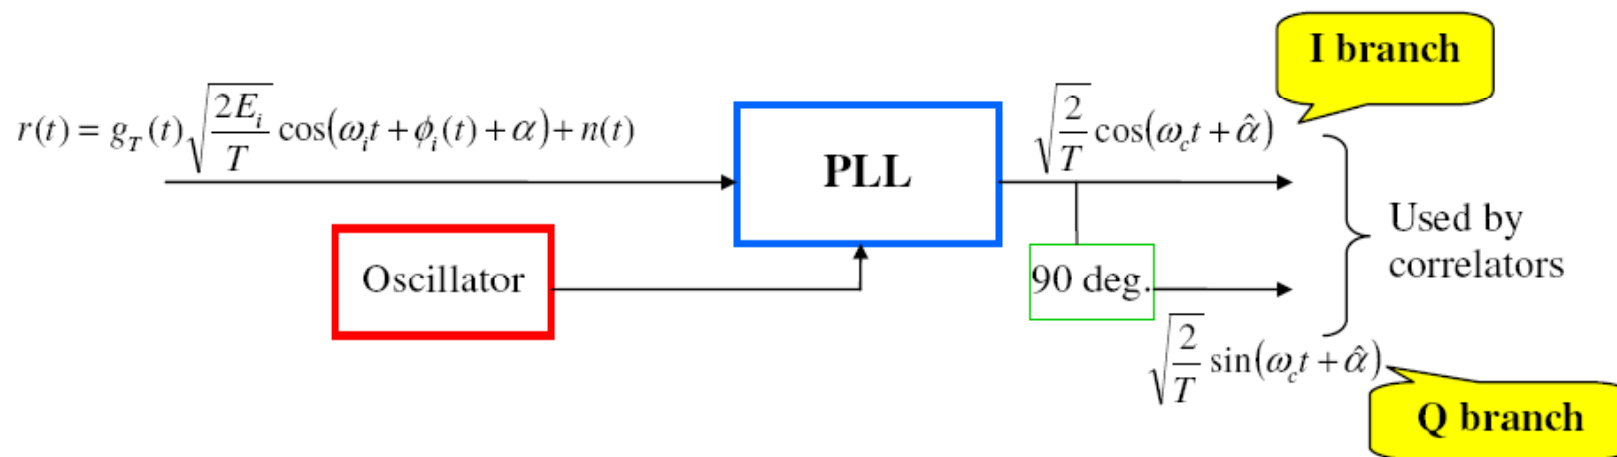 I branch
r(t) = g_T(t)√(2E_i/T) cos(ω_i t + ϕ_i(t) + α) + n(t)
PLL
√(2/T) cos(ω_c t + α̂)
Oscillator
90 deg.
Used by
correlators
√(2/T) sin(ω_c t + α̂)
Q branch